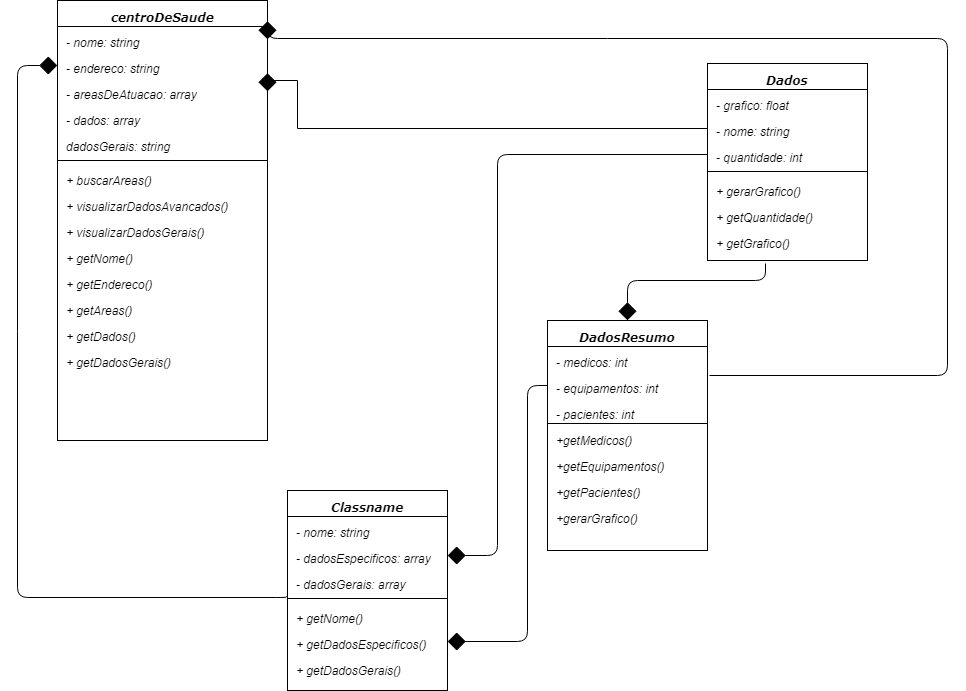 centroDeSaude
- nome: string
- endereco: string
- areasDeAtuacao: array
- dados: array
dadosGerais: string
+ buscarAreas()
+ visualizarDadosAvancados()
+ visualizarDadosGerais()
+ getNome()
+ getEndereco()
+ getAreas()
+ getDados()
+ getDadosGerais()
Dados
- grafico: float
- nome: string
- quantidade: int
+ gerarGrafico()
+ getQuantidade()
+ getGrafico()
DadosResumo
- medicos: int
- equipamentos: int
- pacientes: int
+getMedicos()
+getEquipamentos()
+getPacientes()
+gerarGrafico()
Classname
- nome: string
- dadosEspecificos: array
- dadosGerais: array
+ getNome()
+ getDadosEspecificos()
+ getDadosGerais()